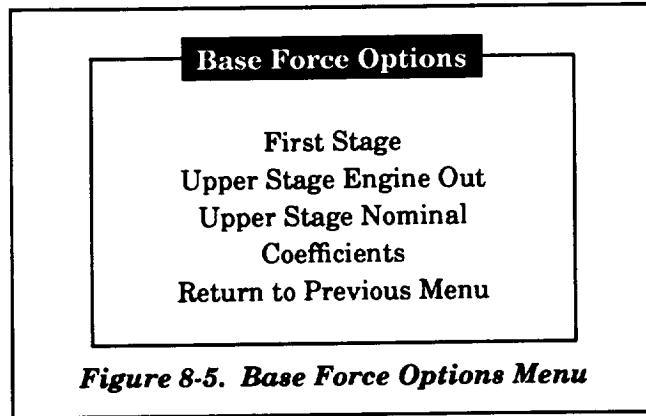 Base Force Options
First Stage
Upper Stage Engine Out
Upper Stage Nominal
Coefficients
Return to Previous Menu
Figure 8-5. Base Force Options Menu